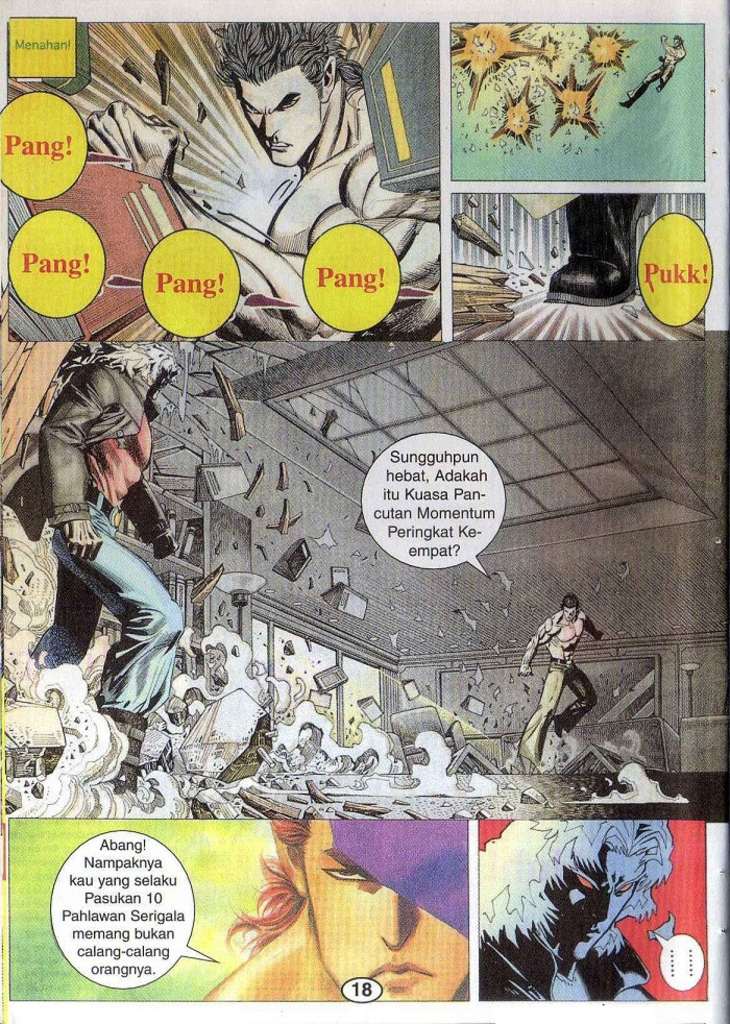 Menahan!
Pang!
Pang!
Pang!
Pang!
Pukk!
Sungguhpun
hebat, Adakah
itu Kuasa Pan-
cutan Momentum
Peringkat Ke-
empat?
Abang!
Nampaknya
kau yang selaku
Pasukan 10
Pahlawan Serigala
memang bukan
calang-calang
orangnya.
......
18